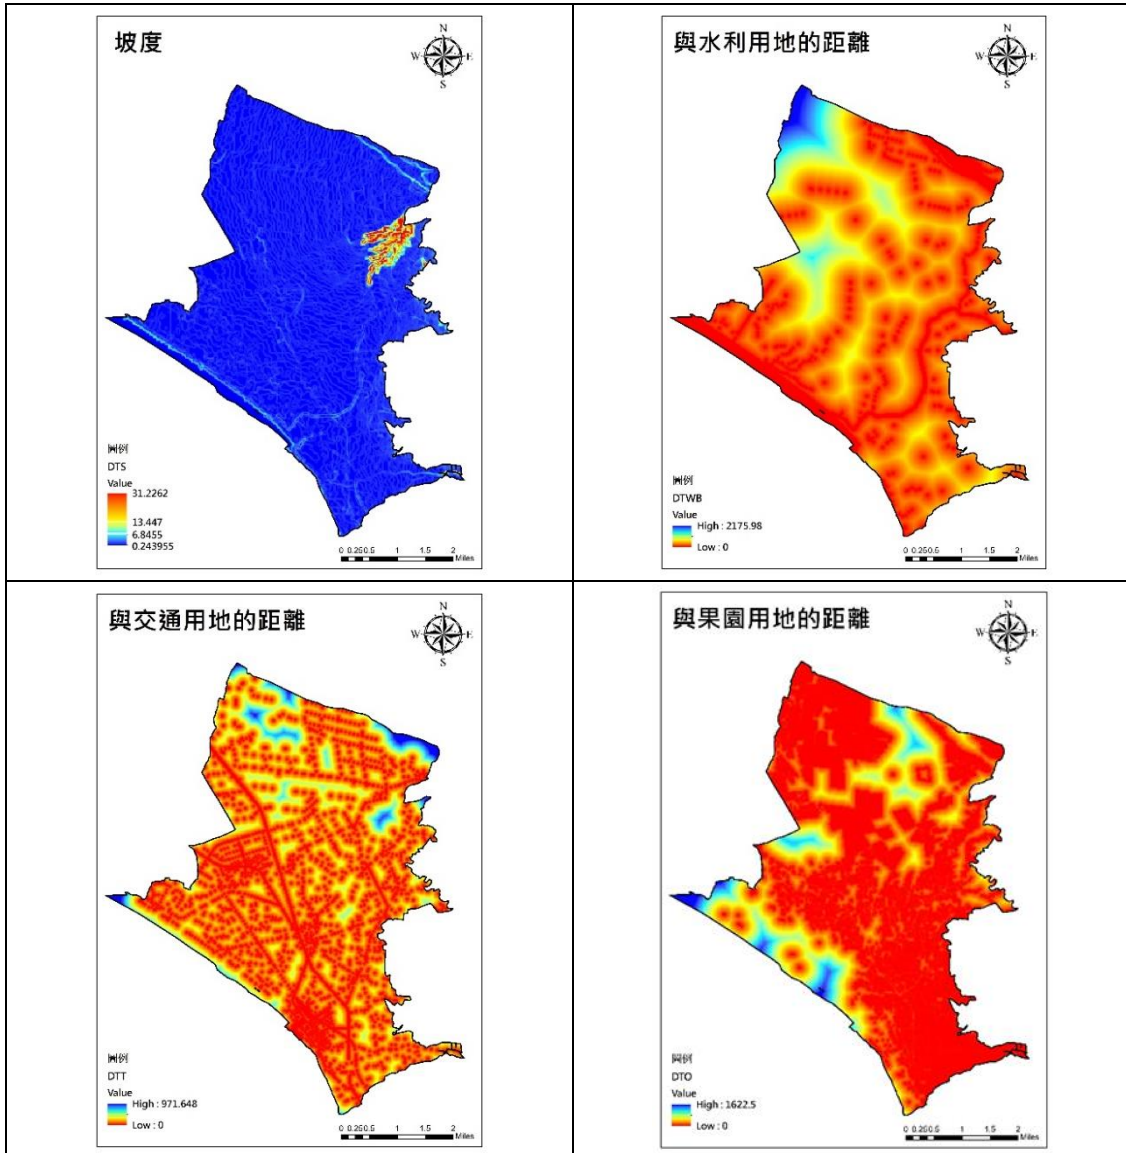 坡度
N
W E
S
圖例
DTS
Value
31.2262
13.447
6.8455
0.243955
0 0.25 0.5 1 1.5 2
Miles
與水利用地的距離
N
W E
S
圖例
DTWB
Value
High : 2175.98
Low : 0
0 0.25 0.5 1 1.5 2
Miles
與交通用地的距離
N
W E
S
圖例
DTT
Value
High : 971.648
Low : 0
0 0.25 0.5 1 1.5 2
Miles
與果園用地的距離
N
W E
S
圖例
DTO
Value
High : 1622.5
Low : 0
0 0.25 0.5 1 1.5 2
Miles